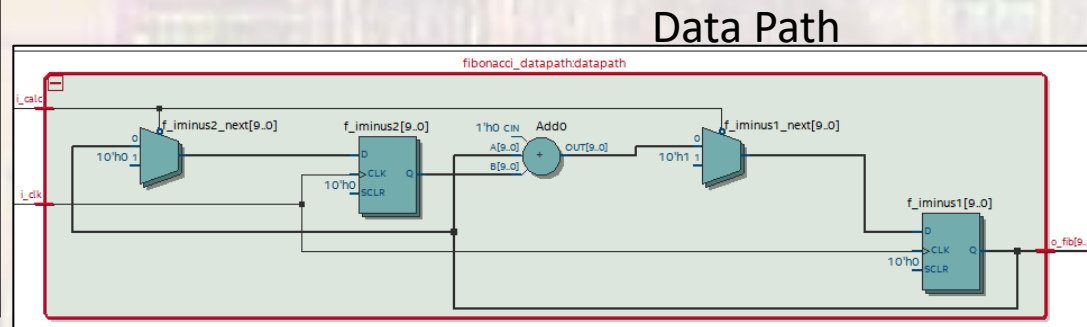 Data Path
fibonacci_datapath:datapath
i_calc
f_iminus2_next[9..0]
0
10'h0 1
f_iminus2[9..0]
D
CLK Q
10'h0
SCLR
1'h0 CIN Add0
A[9..0]
+
OUT[9..0]
B[9..0]
f_iminus1_next[9..0]
0
10'h1 1
i_clk
f_iminus1[9..0]
D
CLK Q
10'h0
SCLR
o_fib[9..